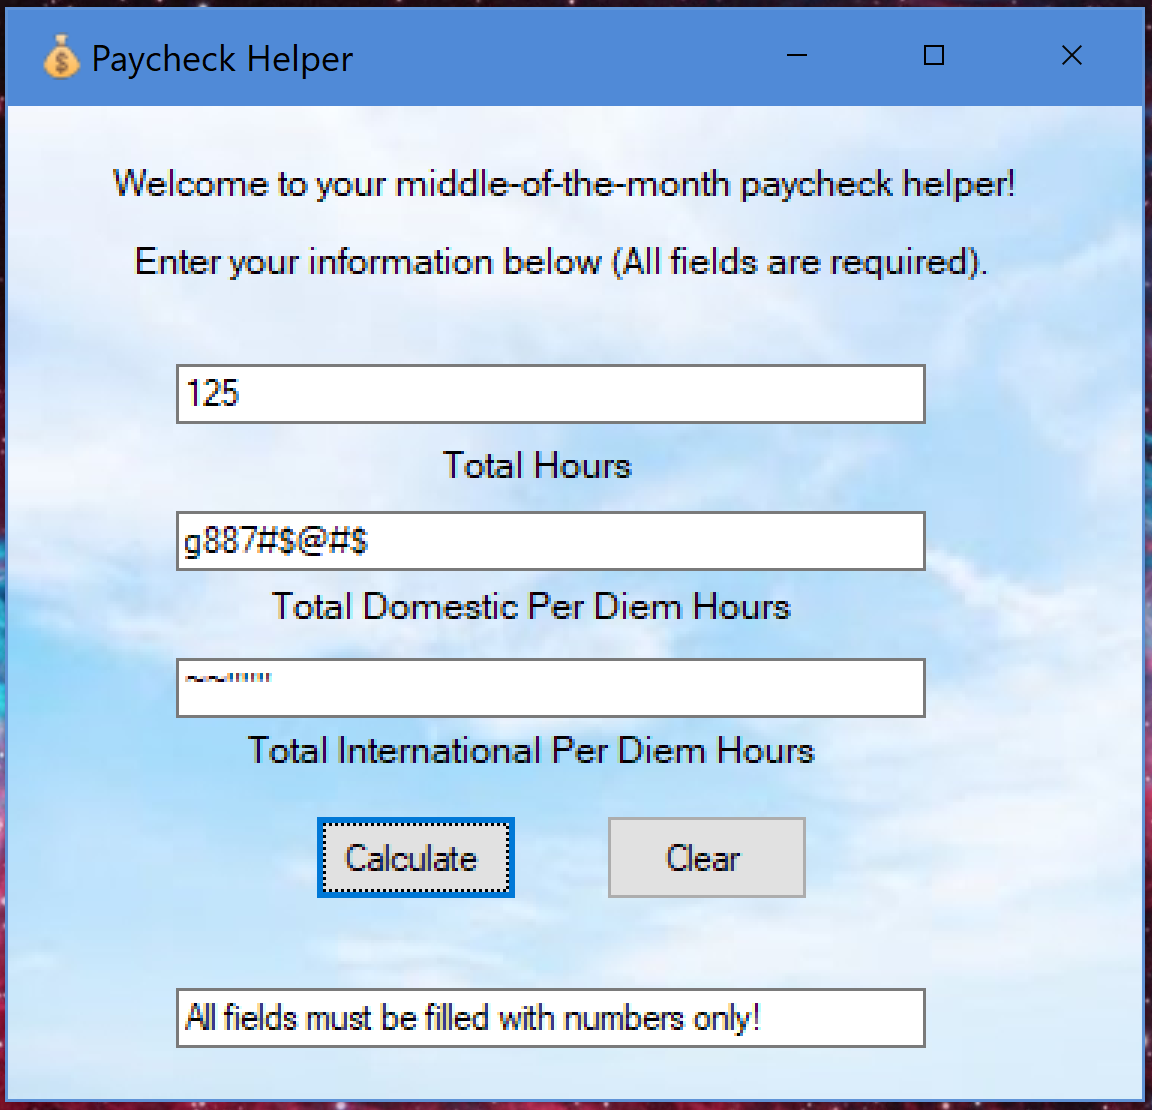 Paycheck Helper
Welcome to your middle-of-the-month paycheck helper!
Enter your information below (All fields are required).
125
Total Hours
g887#$@#$
Total Domestic Per Diem Hours
~~""""
Total International Per Diem Hours
Calculate Clear
All fields must be filled with numbers only!